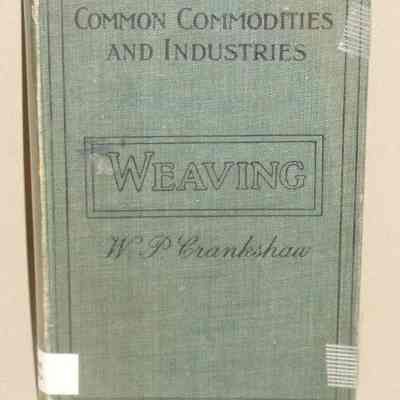 COMMON COMMODITIES
AND INDUSTRIES
WEAVING
W. P. Crankshaw